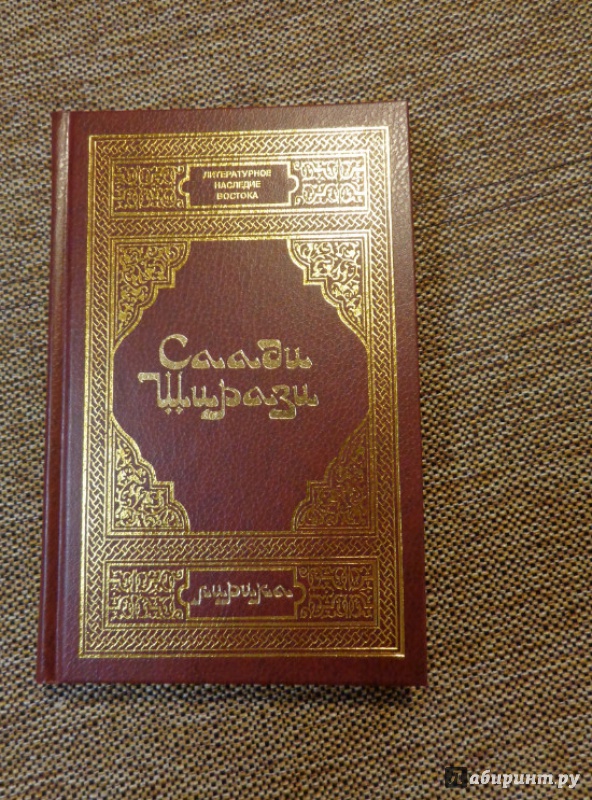 ЛИТЕРАТУРНОЕ
НАСЛЕДИЕ
ВОСТОКА
Саади
Ширази
лирика
Лабиринт.ру